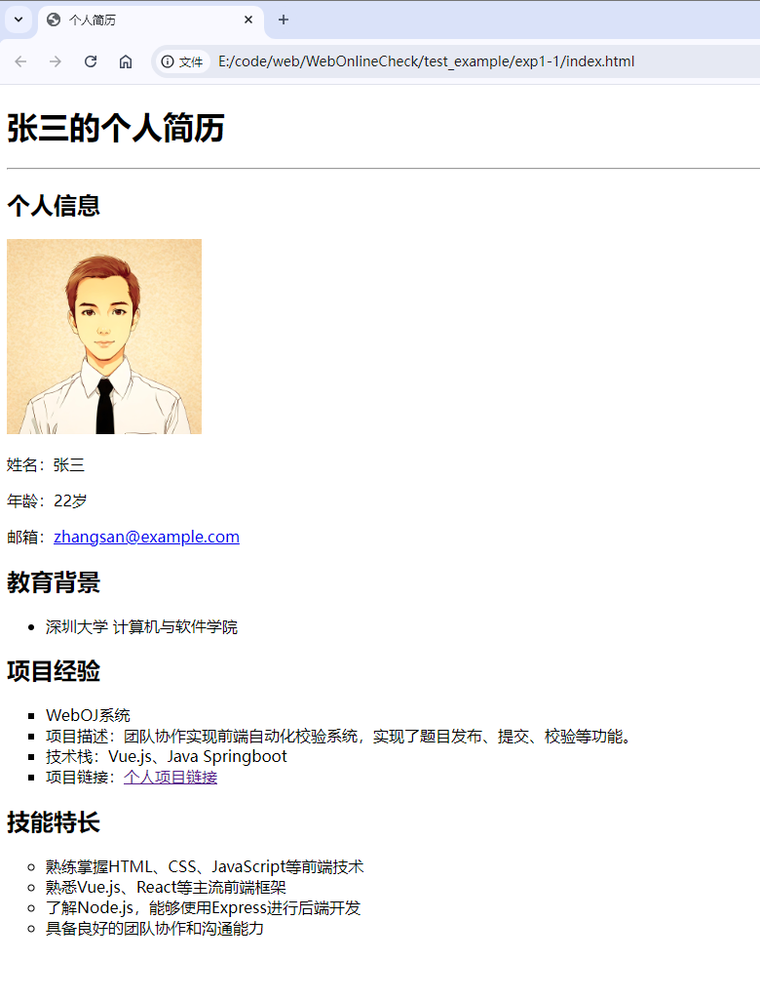 个人简历
文件 E:/code/web/WebOnlineCheck/test_example/exp1-1/index.html
张三的个人简历
个人信息
姓名：张三
年龄：22岁
邮箱：zhangsan@example.com
教育背景
深圳大学 计算机与软件学院
项目经验
WebOJ系统
项目描述：团队协作实现前端自动化校验系统，实现了题目发布、提交、校验等功能。
技术栈：Vue.js、Java Springboot
项目链接：个人项目链接
技能特长
熟练掌握HTML、CSS、JavaScript等前端技术
熟悉Vue.js、React等主流前端框架
了解Node.js，能够使用Express进行后端开发
具备良好的团队协作和沟通能力